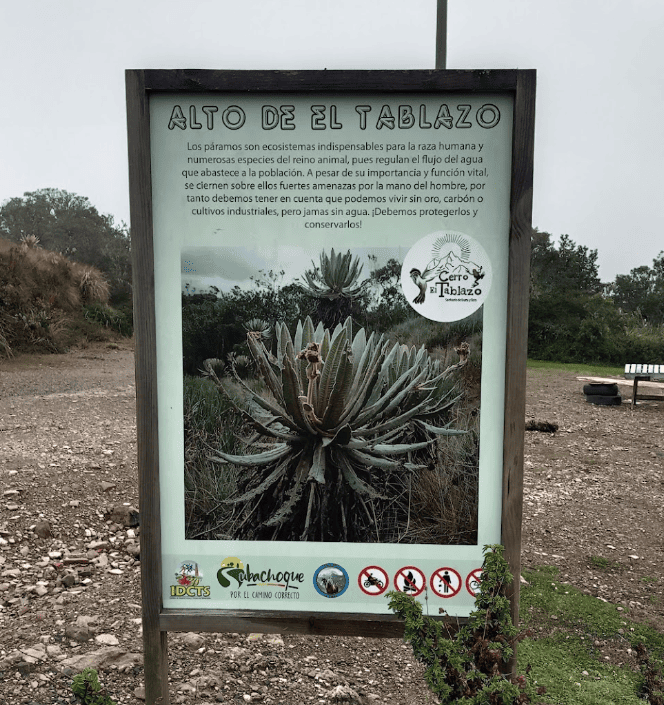 ALTO DE EL TABLAZO
Los páramos son ecosistemas indispensables para la raza humana y
numerosas especies del reino animal, pues regulan el flujo del agua
que abastece a la población. A pesar de su importancia y función vital,
se ciernen sobre ellos fuertes amenazas por la mano del hombre, por
tanto debemos tener en cuenta que podemos vivir sin oro, carbón o
cultivos industriales, pero jamas sin agua. ¡Debemos protegerlos y
conservarlos!
Cerro
El Tablazo
IDCTS
Subachoque
POR EL CAMINO CORRECTO